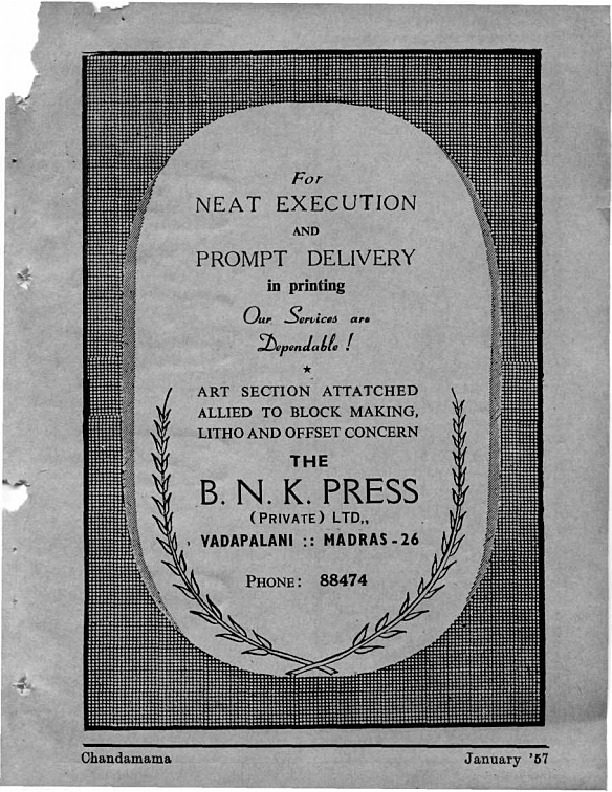 For
NEAT EXECUTION
AND
PROMPT DELIVERY
in printing
Our Services are
Dependable !
ART SECTION ATTATCHED
ALLIED TO BLOCK MAKING,
LITHO AND OFFSET CONCERN
THE
B. N. K. PRESS
(PRIVATE) LTD.,
VADAPALANI :: MADRAS-26
PHONE: 88474
Chandamama January '57